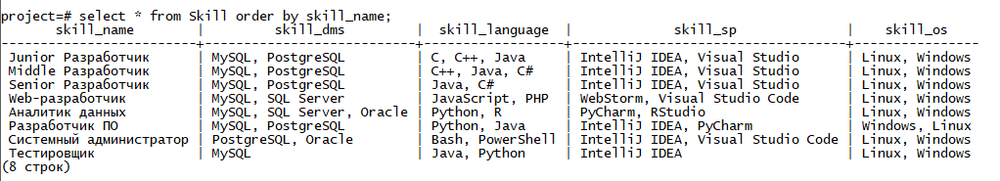 project=# select * from Skill order by skill_name;
skill_name | skill_dms | skill_language | skill_sp | skill_os
-------------------------+---------------------------+-----------------+----------------------------------+----------------
Junior Разработчик | MySQL, PostgreSQL | C, C++, Java | IntelliJ IDEA, Visual Studio | Linux, Windows
Middle Разработчик | MySQL, PostgreSQL | C++, Java, C# | IntelliJ IDEA, Visual Studio | Linux, Windows
Senior Разработчик | MySQL, PostgreSQL | Java, C# | IntelliJ IDEA, Visual Studio | Linux, Windows
Web-разработчик | MySQL, SQL Server | JavaScript, PHP | WebStorm, Visual Studio Code | Linux, Windows
Аналитик данных | MySQL, SQL Server, Oracle | Python, R | PyCharm, RStudio | Linux, Windows
Разработчик ПО | MySQL, PostgreSQL | Python, Java | IntelliJ IDEA, PyCharm | Windows, Linux
Системный администратор | PostgreSQL, Oracle | Bash, PowerShell | IntelliJ IDEA, Visual Studio Code | Linux, Windows
Тестировщик | MySQL | Java, Python | IntelliJ IDEA | Linux, Windows
(8 строк)